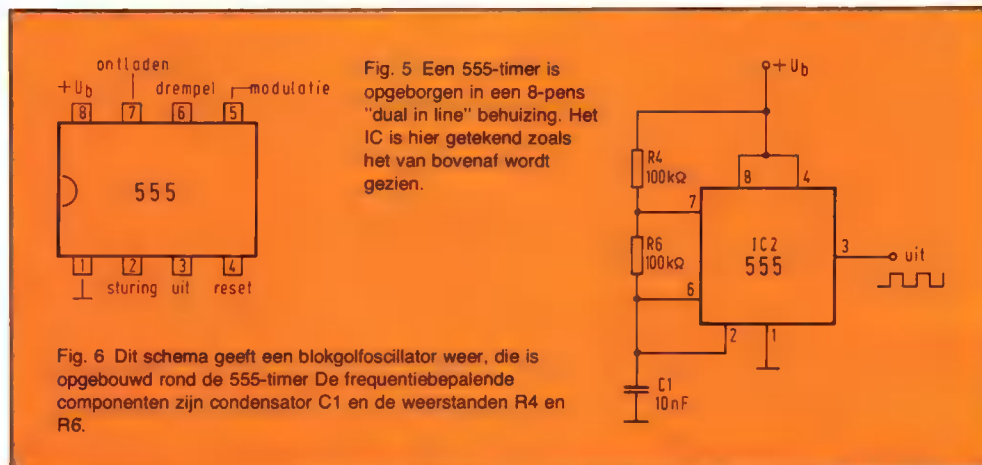 ontladen
+Ub drempel modulatie
8 7 6 5
555
1 2 3 4
sturing uit reset
Fig. 5 Een 555-timer is
opgeborgen in een 8-pens
"dual in line" behuizing. Het
IC is hier getekend zoals
het van bovenaf wordt
gezien.
Fig. 6 Dit schema geeft een blokgolfoscillator weer, die is
opgebouwd rond de 555-timer De frequentiebepalende
componenten zijn condensator C1 en de weerstanden R4 en
R6.
+Ub
R4
100kΩ
8 4
7
R6
100kΩ
IC2
555
3
uit
6
2 1
C1
10nF